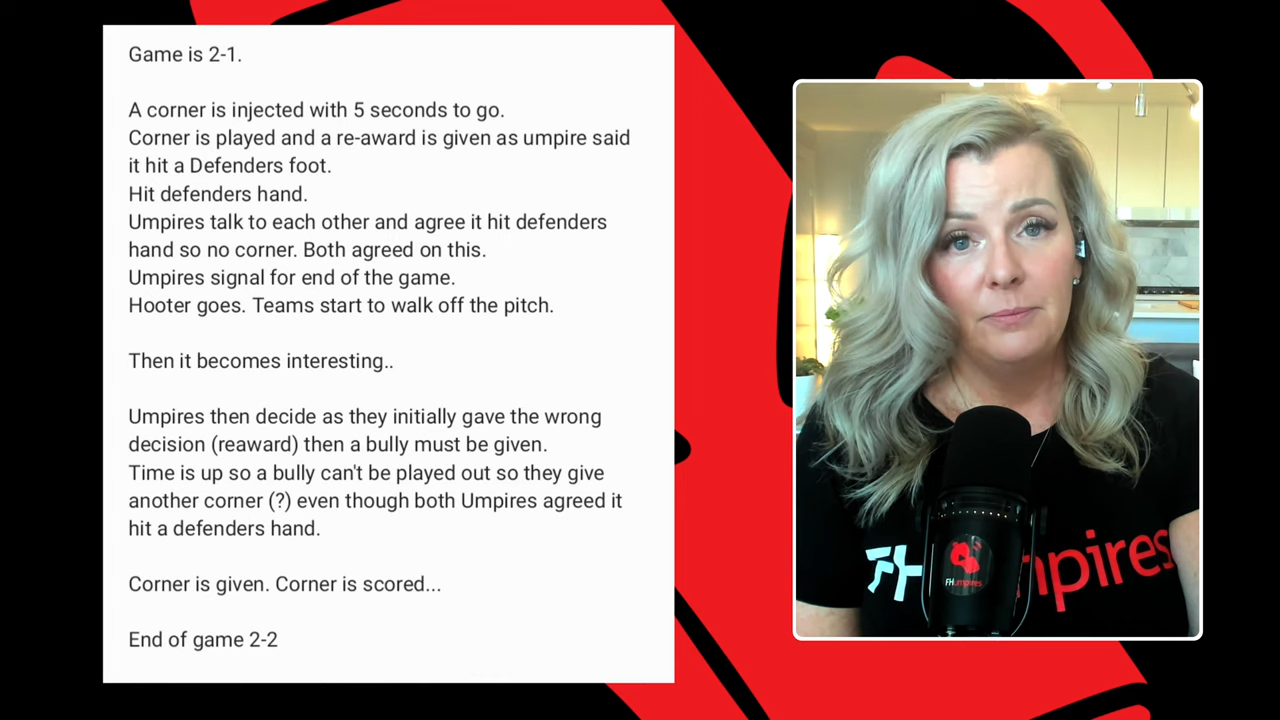 Game is 2-1.
A corner is injected with 5 seconds to go.
Corner is played and a re-award is given as umpire said
it hit a Defenders foot.
Hit defenders hand.
Umpires talk to each other and agree it hit defenders
hand so no corner. Both agreed on this.
Umpires signal for end of the game.
Hooter goes. Teams start to walk off the pitch.
Then it becomes interesting..
Umpires then decide as they initially gave the wrong
decision (reaward) then a bully must be given.
Time is up so a bully can't be played out so they give
another corner (?) even though both Umpires agreed it
hit a defenders hand.
Corner is given. Corner is scored...
End of game 2-2
FH mpires
FHumpires